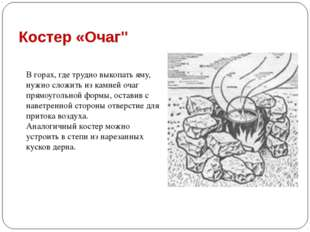 Костер «Очаг"
В горах, где трудно выкопать яму,
нужно сложить из камней очаг
прямоугольной формы, оставив с
наветренной стороны отверстие для
притока воздуха.
Аналогичный костер можно
устроить в степи из нарезанных
кусков дерна.